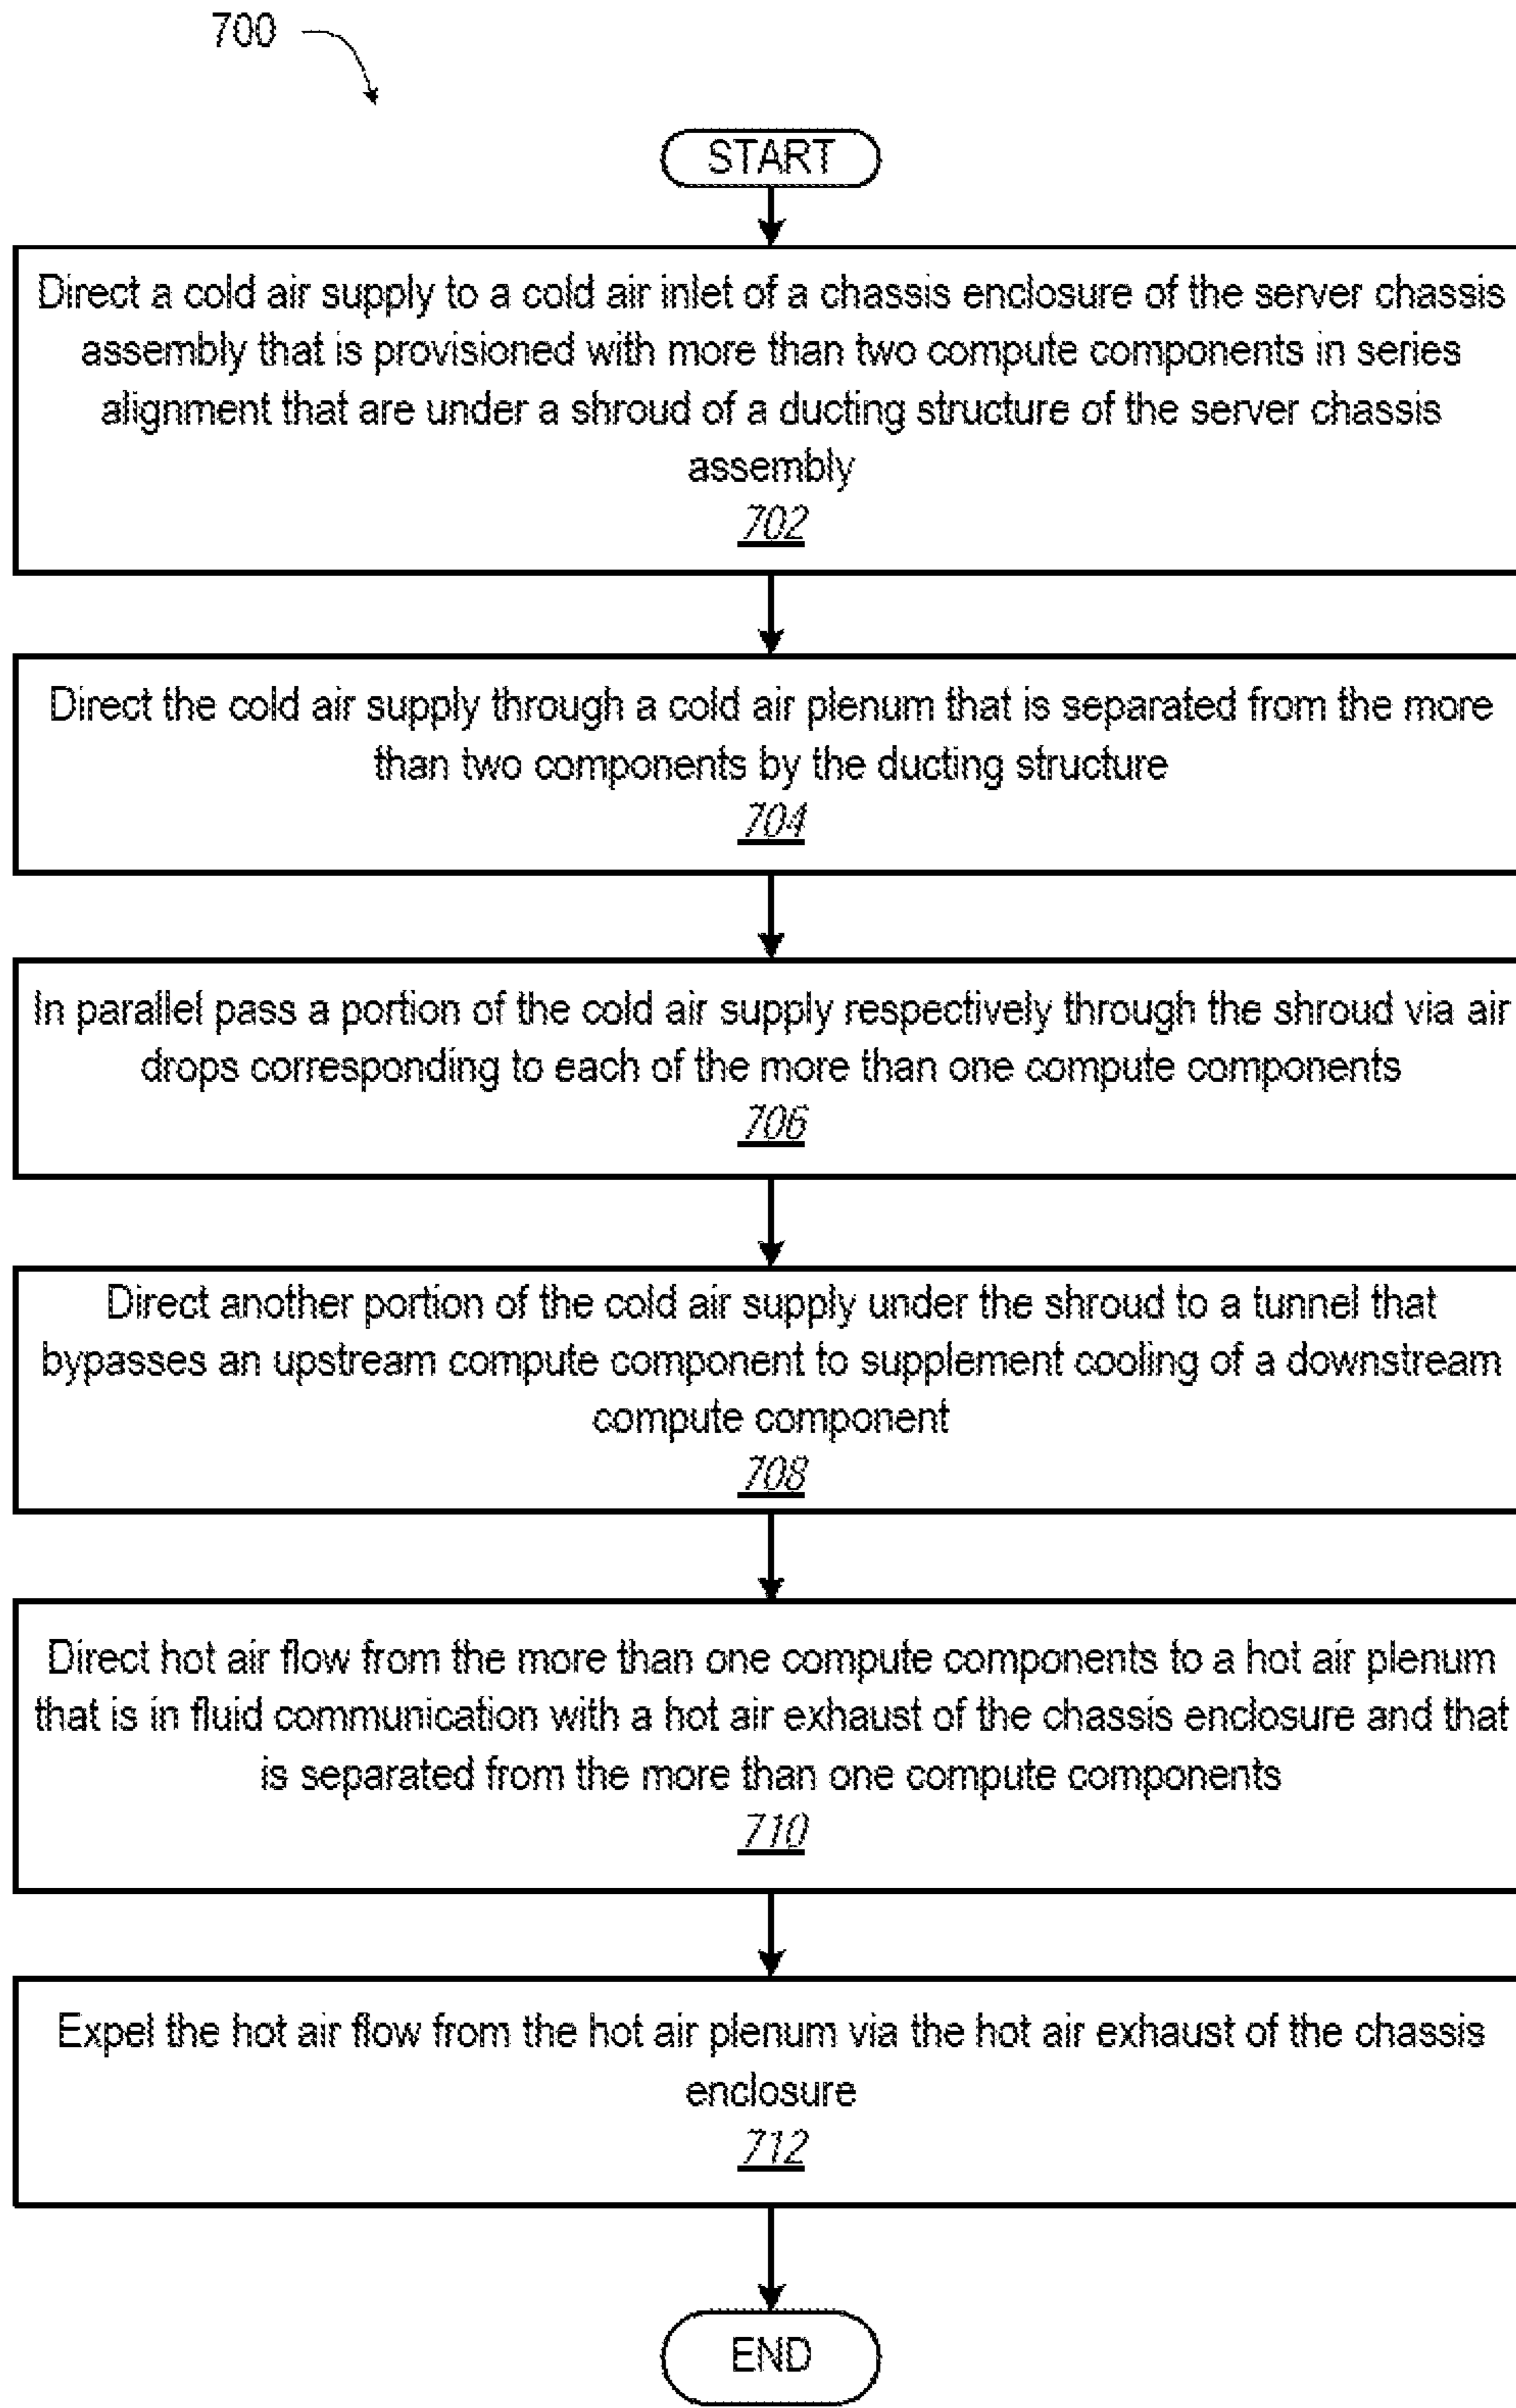 700
START
Direct a cold air supply to a cold air inlet of a chassis enclosure of the server chassis
assembly that is provisioned with more than two compute components in series
alignment that are under a shroud of a ducting structure of the server chassis
assembly
702
Direct the cold air supply through a cold air plenum that is separated from the more
than two components by the ducting structure
704
In parallel pass a portion of the cold air supply respectively through the shroud via air
drops corresponding to each of the more than one compute components
706
Direct another portion of the cold air supply under the shroud to a tunnel that
bypasses an upstream compute component to supplement cooling of a downstream
compute component
708
Direct hot air flow from the more than one compute components to a hot air plenum
that is in fluid communication with a hot air exhaust of the chassis enclosure and that
is separated from the more than one compute components
710
Expel the hot air flow from the hot air plenum via the hot air exhaust of the chassis
enclosure
712
END